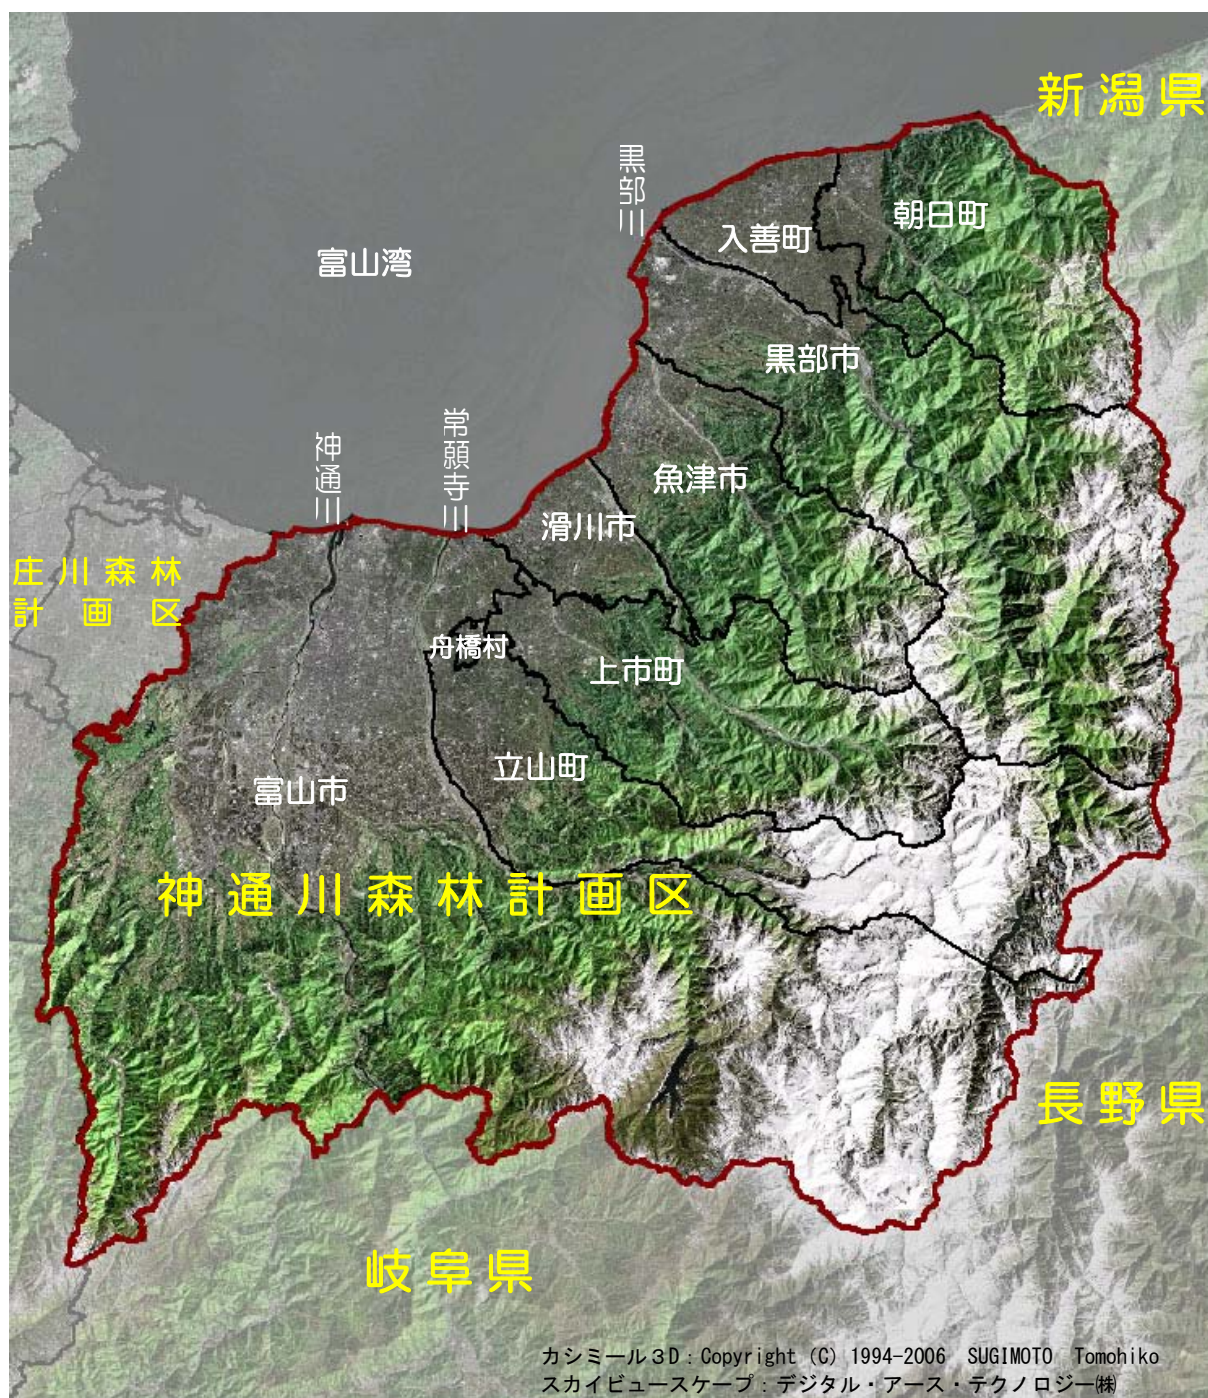 新潟県
黒部川
朝日町
入善町
富山湾
黒部市
常願寺川
神通川
魚津市
滑川市
庄川森林
計画区
舟橋村
上市町
立山町
富山市
神通川森林計画区
長野県
岐阜県
カシミール3D：Copyright (C) 1994-2006 SUGIMOTO Tomohiko
スカイビュースケープ：デジタル・アース・テクノロジー㈱